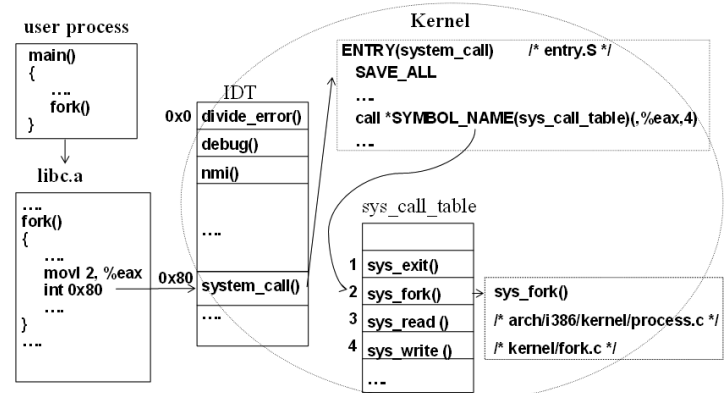 user process
main()
{
....
fork()
}
libc.a
....
fork()
{
....
movl 2, %eax
int 0x80
....
}
....
Kernel
IDT
0x0 divide_error()
debug()
nmi()
....
0x80 system_call()
....
ENTRY(system_call) /* entry.S */
SAVE_ALL
....
call *SYMBOL_NAME(sys_call_table)(,%eax,4)
....
sys_call_table
1 sys_exit()
2 sys_fork()
3 sys_read ()
4 sys_write ()
....
sys_fork()
/* arch/i386/kernel/process.c */
/* kernel/fork.c */